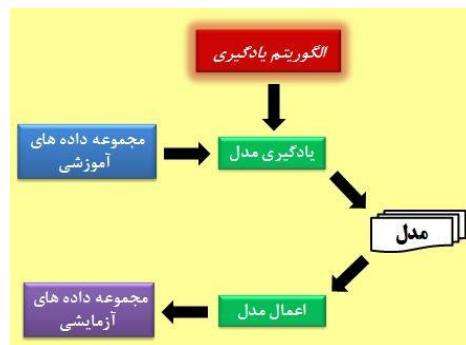 الگوریتم یادگیری
مجموعه داده های
آموزشی
یادگیری مدل
مدل
مجموعه داده های
آزمایشی
اعمال مدل